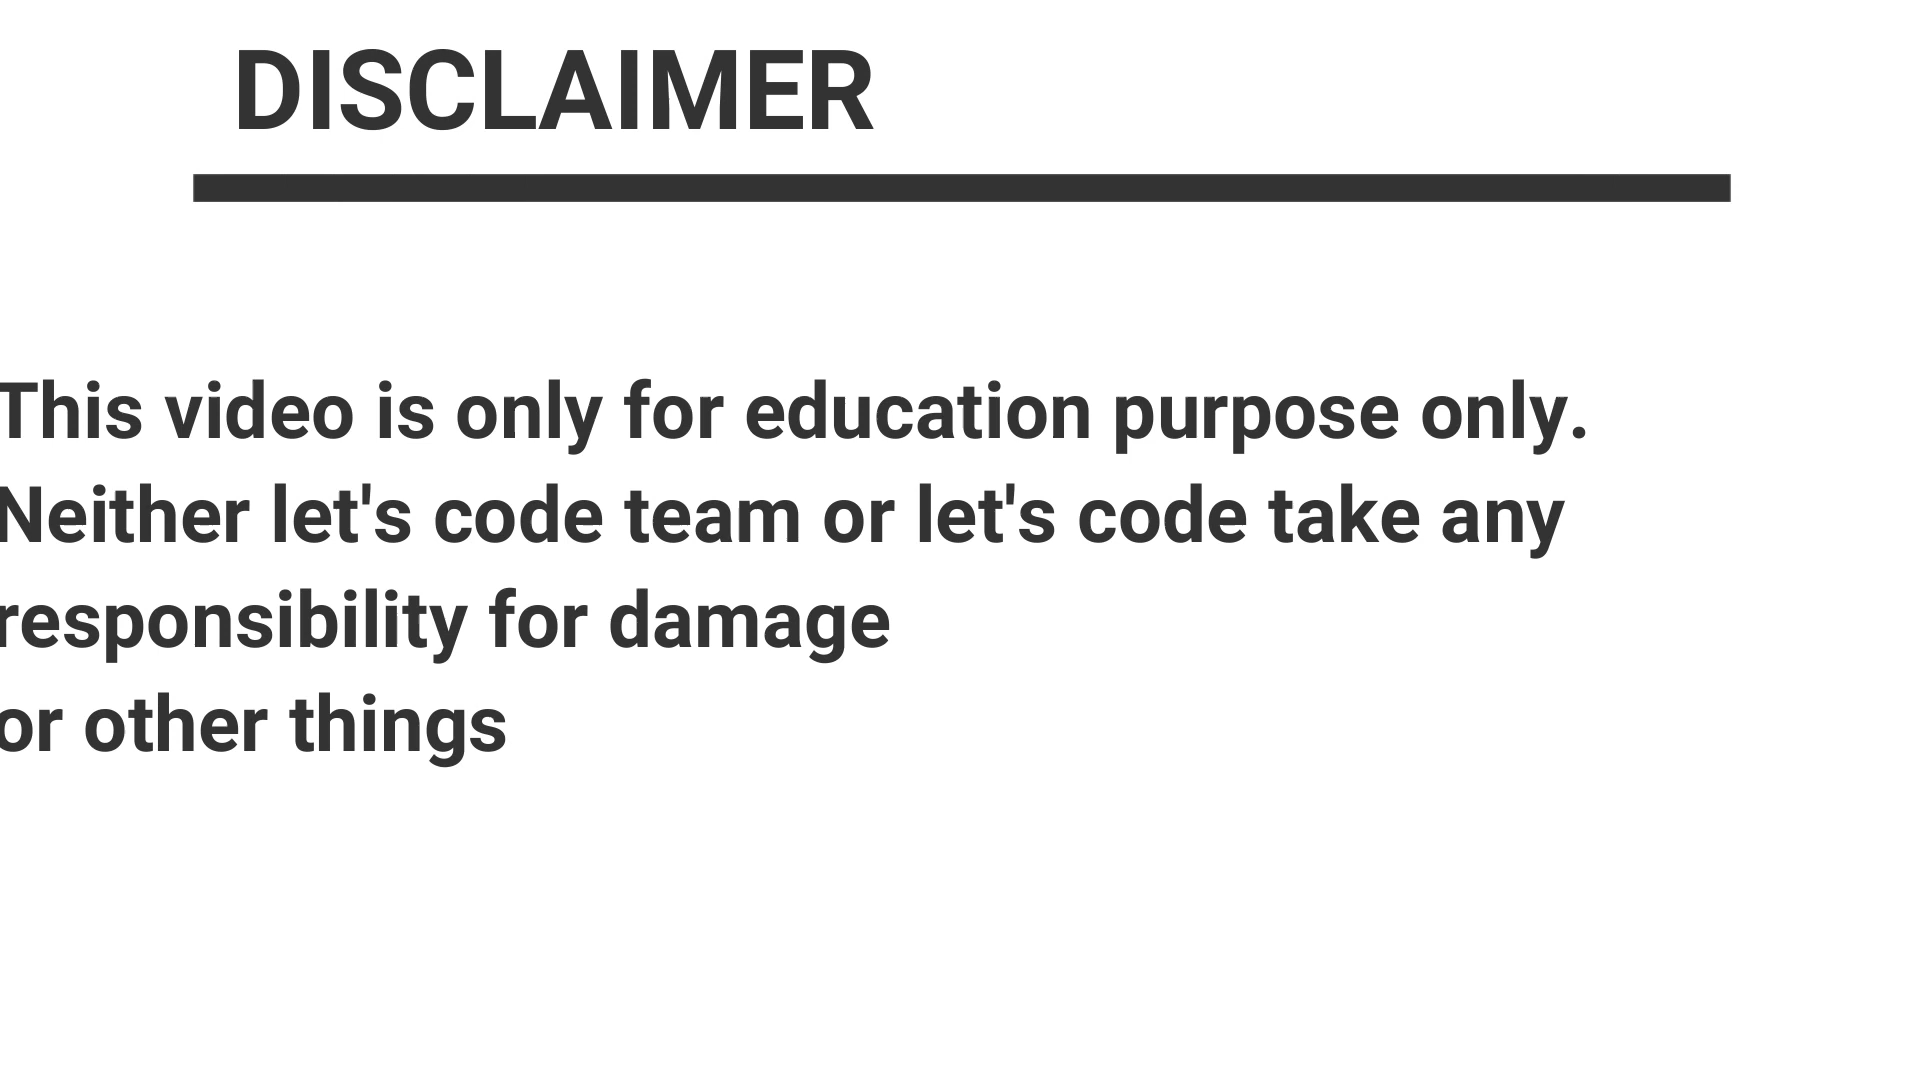 DISCLAIMER
This video is only for education purpose only.
Neither let's code team or let's code take any
responsibility for damage
or other things